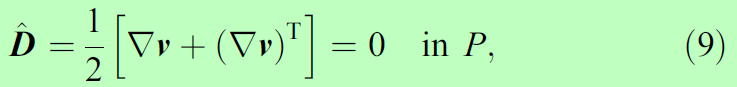 D̂ = 1/2 [∇v + (∇v)ᵀ] = 0 in P, (9)